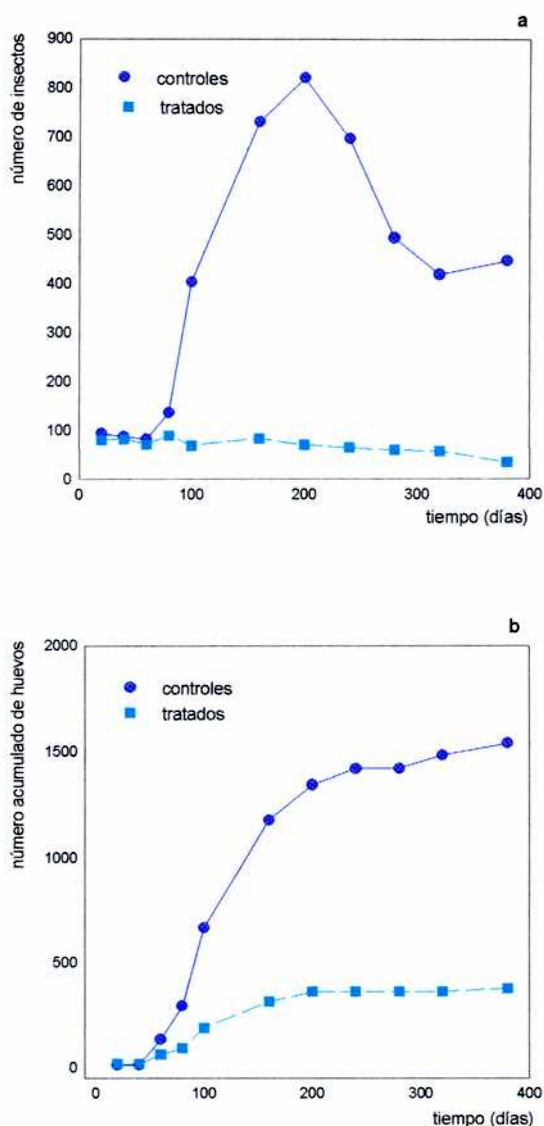 a
900
800
700
600
500
400
300
200
100
0
número de insectos
controles
tratados
0 100 200 300 400
tiempo (días)
b
2000
1500
1000
500
0
número acumulado de huevos
controles
tratados
0 100 200 300 400
tiempo (días)